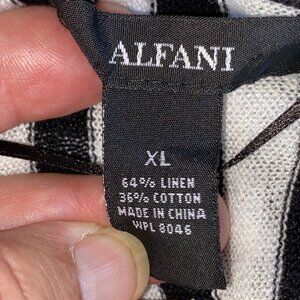 ALFANI
XL
64% LINEN
36% COTTON
MADE IN CHINA
WPL 8046